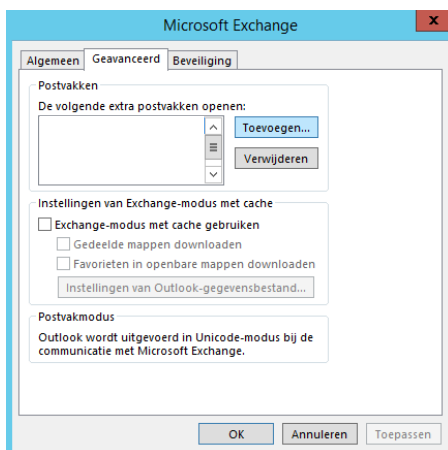 Microsoft Exchange
x
Algemeen Geavanceerd Beveiliging
Postvakken
De volgende extra postvakken openen:
Toevoegen...
Verwijderen
Instellingen van Exchange-modus met cache
Exchange-modus met cache gebruiken
Gedeelde mappen downloaden
Favorieten in openbare mappen downloaden
Instellingen van Outlook-gegevensbestand...
Postvakmodus
Outlook wordt uitgevoerd in Unicode-modus bij de
communicatie met Microsoft Exchange.
OK Annuleren Toepassen